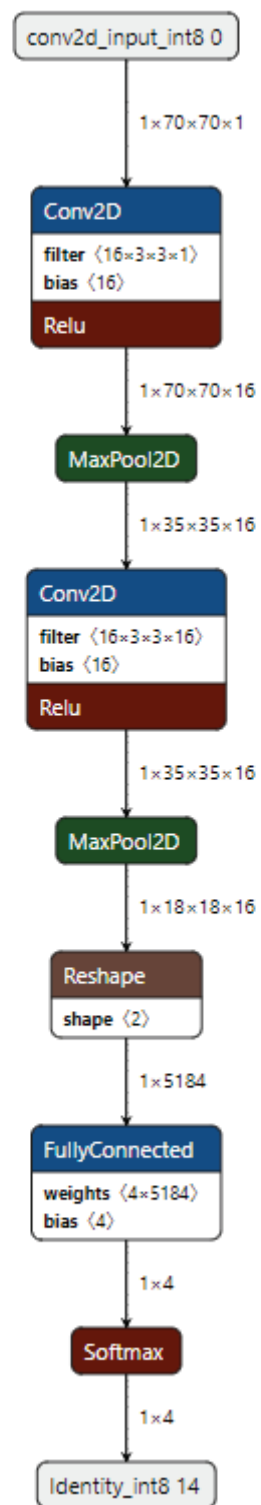 conv2d_input_int8 0
1×70×70×1
Conv2D
filter ⟨16×3×3×1⟩
bias ⟨16⟩
Relu
1×70×70×16
MaxPool2D
1×35×35×16
Conv2D
filter ⟨16×3×3×16⟩
bias ⟨16⟩
Relu
1×35×35×16
MaxPool2D
1×18×18×16
Reshape
shape ⟨2⟩
1×5184
FullyConnected
weights ⟨4×5184⟩
bias ⟨4⟩
1×4
Softmax
1×4
Identity_int8 14